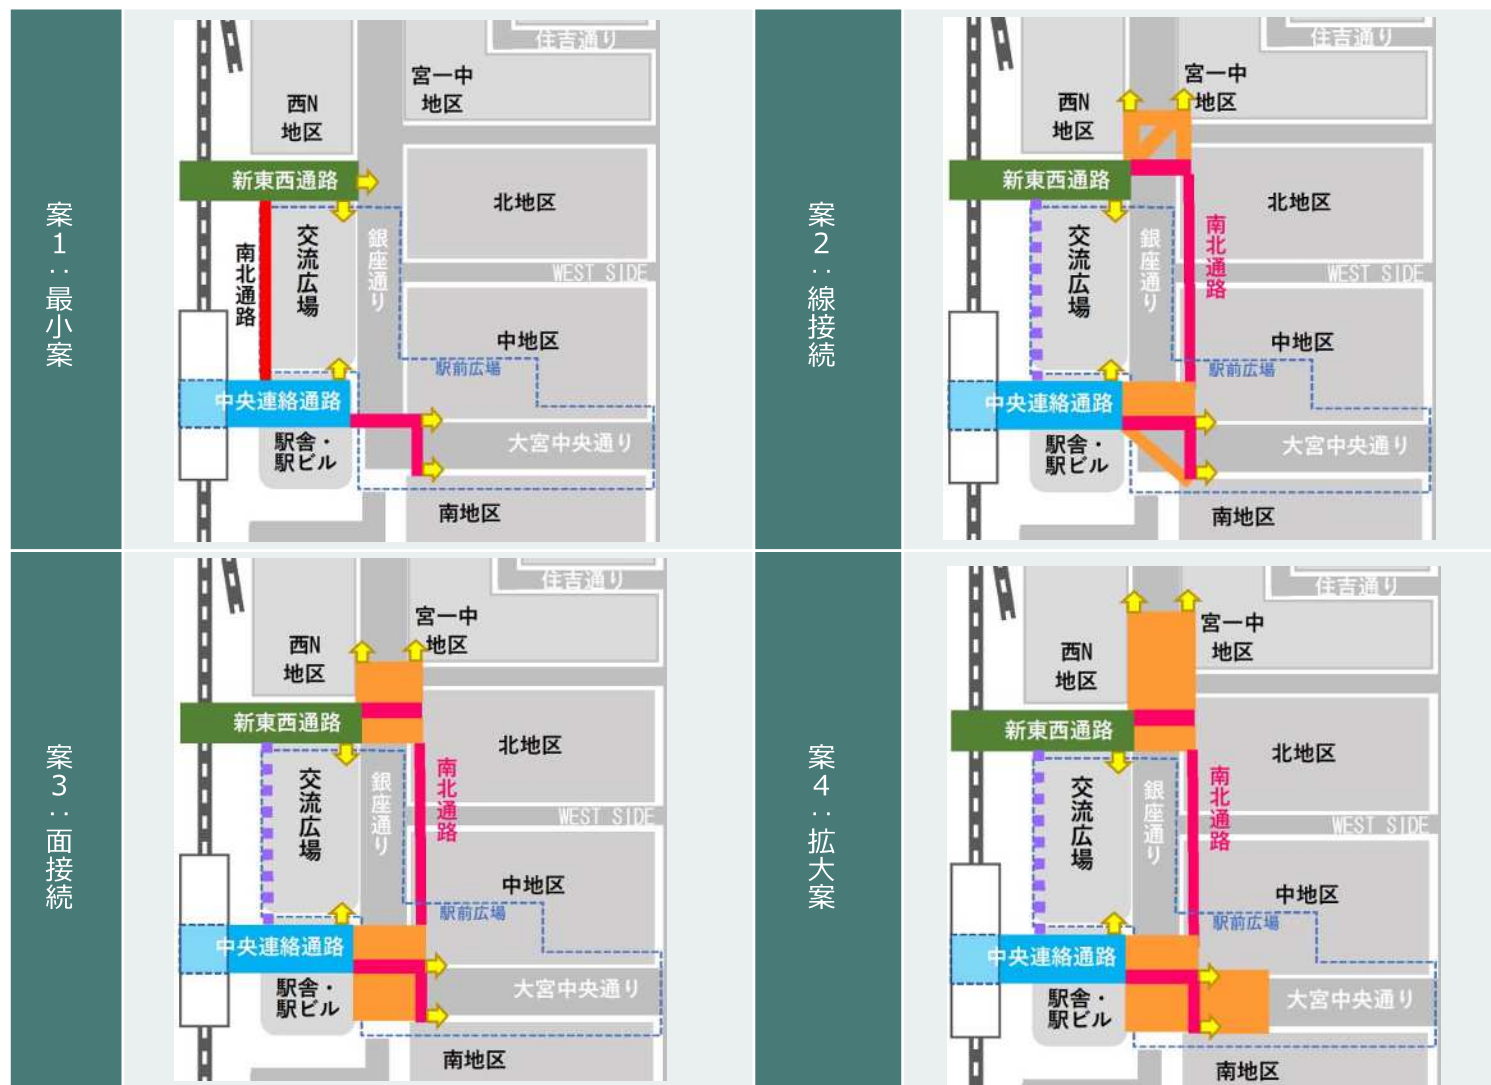 案1：最小案
住吉通り
宮一中
地区
西N
地区
新東西通路
北地区
南北通路
交流広場
銀座通り
WEST SIDE
中地区
駅前広場
中央連絡通路
大宮中央通り
駅舎・
駅ビル
南地区
案2：線接続
住吉通り
宮一中
地区
西N
地区
新東西通路
北地区
南北通路
交流広場
銀座通り
WEST SIDE
中地区
駅前広場
中央連絡通路
大宮中央通り
駅舎・
駅ビル
南地区
案3：面接続
住吉通り
宮一中
地区
西N
地区
新東西通路
北地区
南北通路
交流広場
銀座通り
WEST SIDE
中地区
駅前広場
中央連絡通路
大宮中央通り
駅舎・
駅ビル
南地区
案4：拡大案
住吉通り
宮一中
地区
西N
地区
新東西通路
北地区
南北通路
交流広場
銀座通り
WEST SIDE
中地区
駅前広場
中央連絡通路
大宮中央通り
駅舎・
駅ビル
南地区